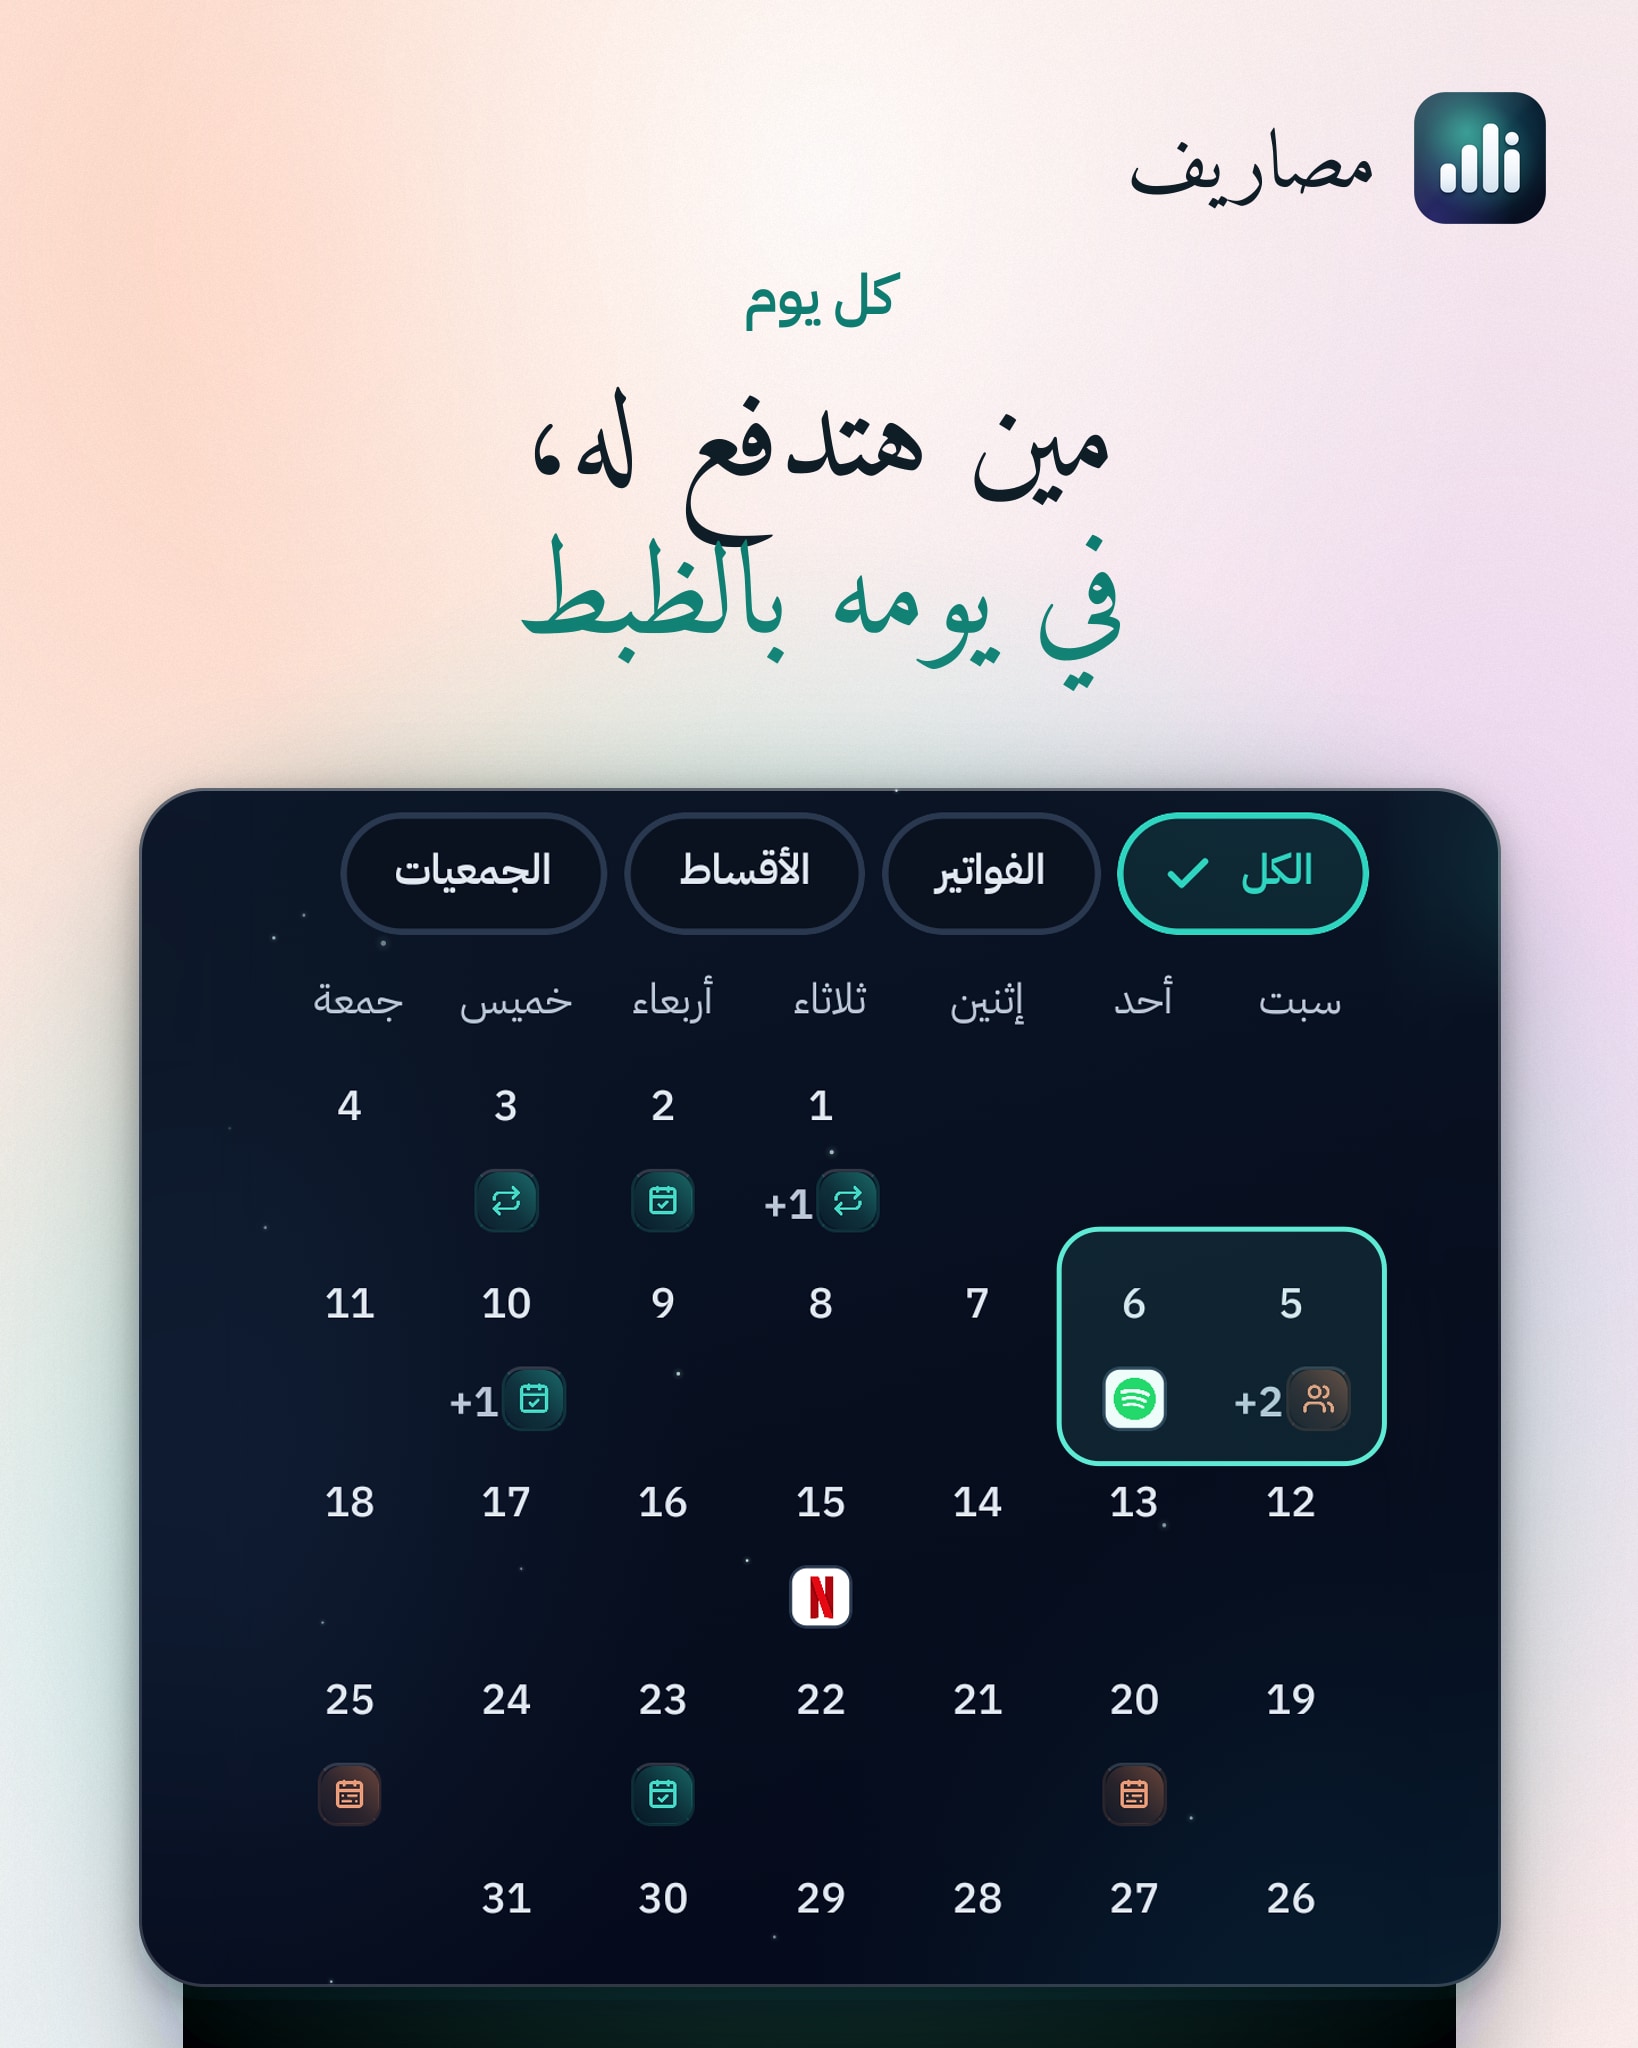 مصاريف
كل يوم
مين هتدفع له،
في يومه بالظبط
الكل الفواتير الأقساط الجمعيات
سبت أحد إثنين ثلاثاء أربعاء خميس جمعة
1 2 3 4
+1
5 6 7 8 9 10 11
+2 +1
12 13 14 15 16 17 18
N
19 20 21 22 23 24 25
26 27 28 29 30 31